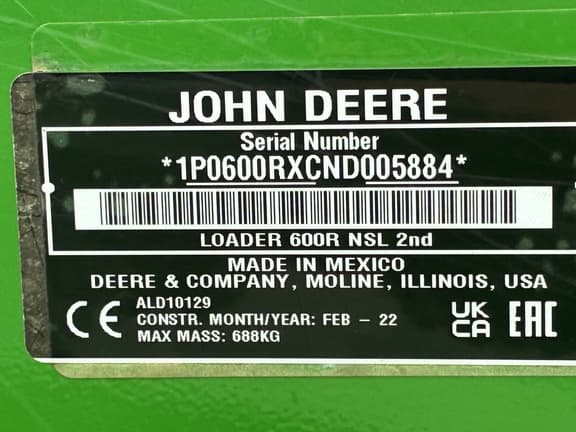 JOHN DEERE
Serial Number
*1P0600RXCND005884*
LOADER 600R NSL 2nd
MADE IN MEXICO
DEERE & COMPANY, MOLINE, ILLINOIS, USA
CE
ALD10129
CONSTR. MONTH/YEAR: FEB – 22
MAX MASS: 688KG
UK
CA
EAC